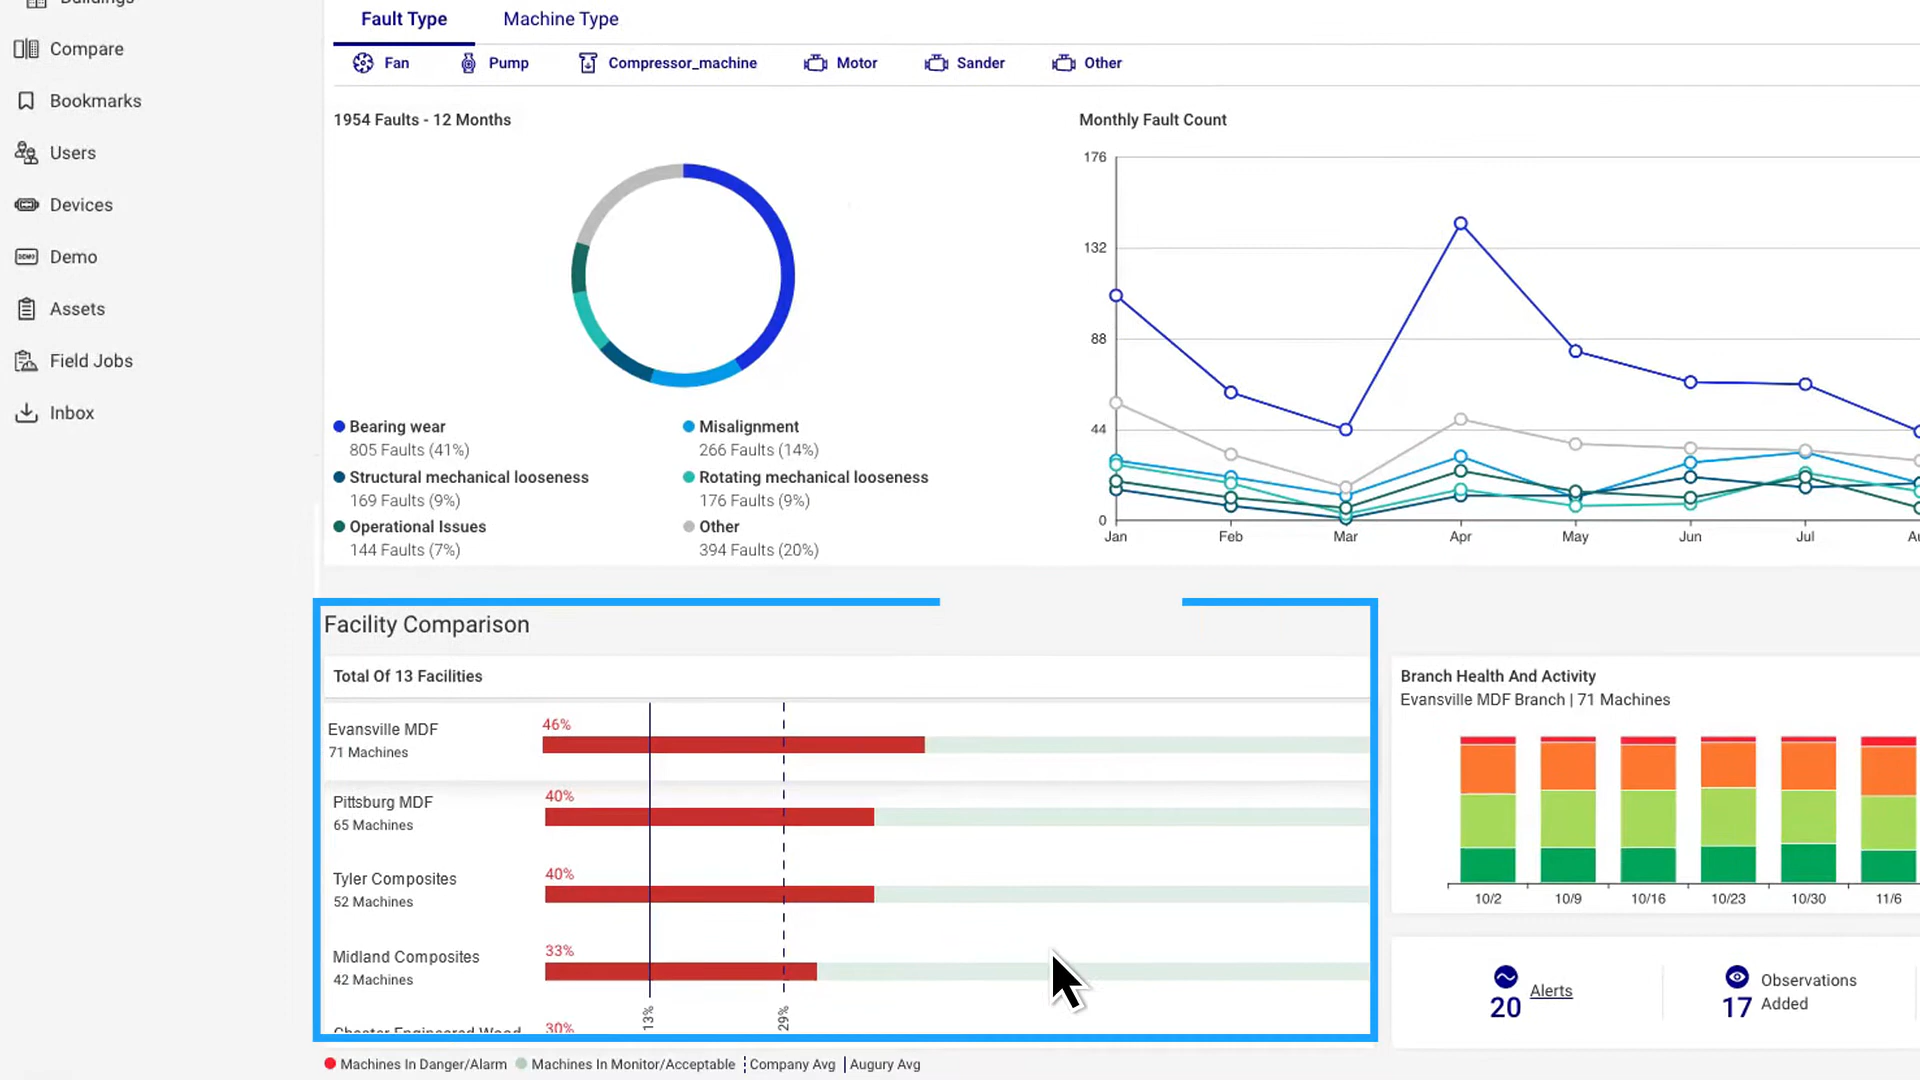 Buildings
Compare
Bookmarks
Users
Devices
DEMO
Demo
Assets
Field Jobs
Inbox
Fault Type
Machine Type
Fan
Pump
Compressor_machine
Motor
Sander
Other
1954 Faults - 12 Months
Bearing wear
805 Faults (41%)
Misalignment
266 Faults (14%)
Structural mechanical looseness
169 Faults (9%)
Rotating mechanical looseness
176 Faults (9%)
Operational Issues
144 Faults (7%)
Other
394 Faults (20%)
Monthly Fault Count
176
132
88
44
0
Jan Feb Mar Apr May Jun Jul
Facility Comparison
Total Of 13 Facilities
Evansville MDF
71 Machines
46%
Pittsburg MDF
65 Machines
40%
Tyler Composites
52 Machines
40%
Midland Composites
42 Machines
33%
Chester Engineered Wood
30%
13%
29%
Machines In Danger/Alarm
Machines In Monitor/Acceptable
Company Avg
Augury Avg
Branch Health And Activity
Evansville MDF Branch | 71 Machines
10/2 10/9 10/16 10/23 10/30 11/6
20 Alerts
17 Observations
Added